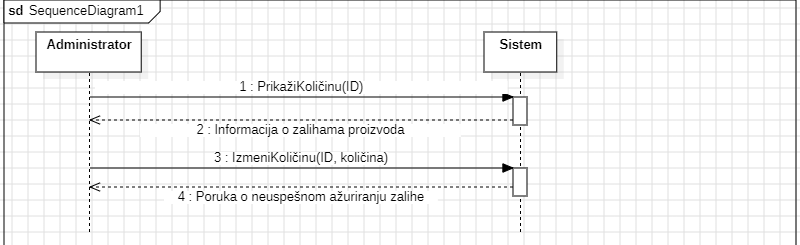 sd SequenceDiagram1
Administrator
Sistem
1 : PrikažiKoličinu(ID)
2 : Informacija o zalihama proizvoda
3 : IzmeniKoličinu(ID, količina)
4 : Poruka o neuspešnom ažuriranju zalihe